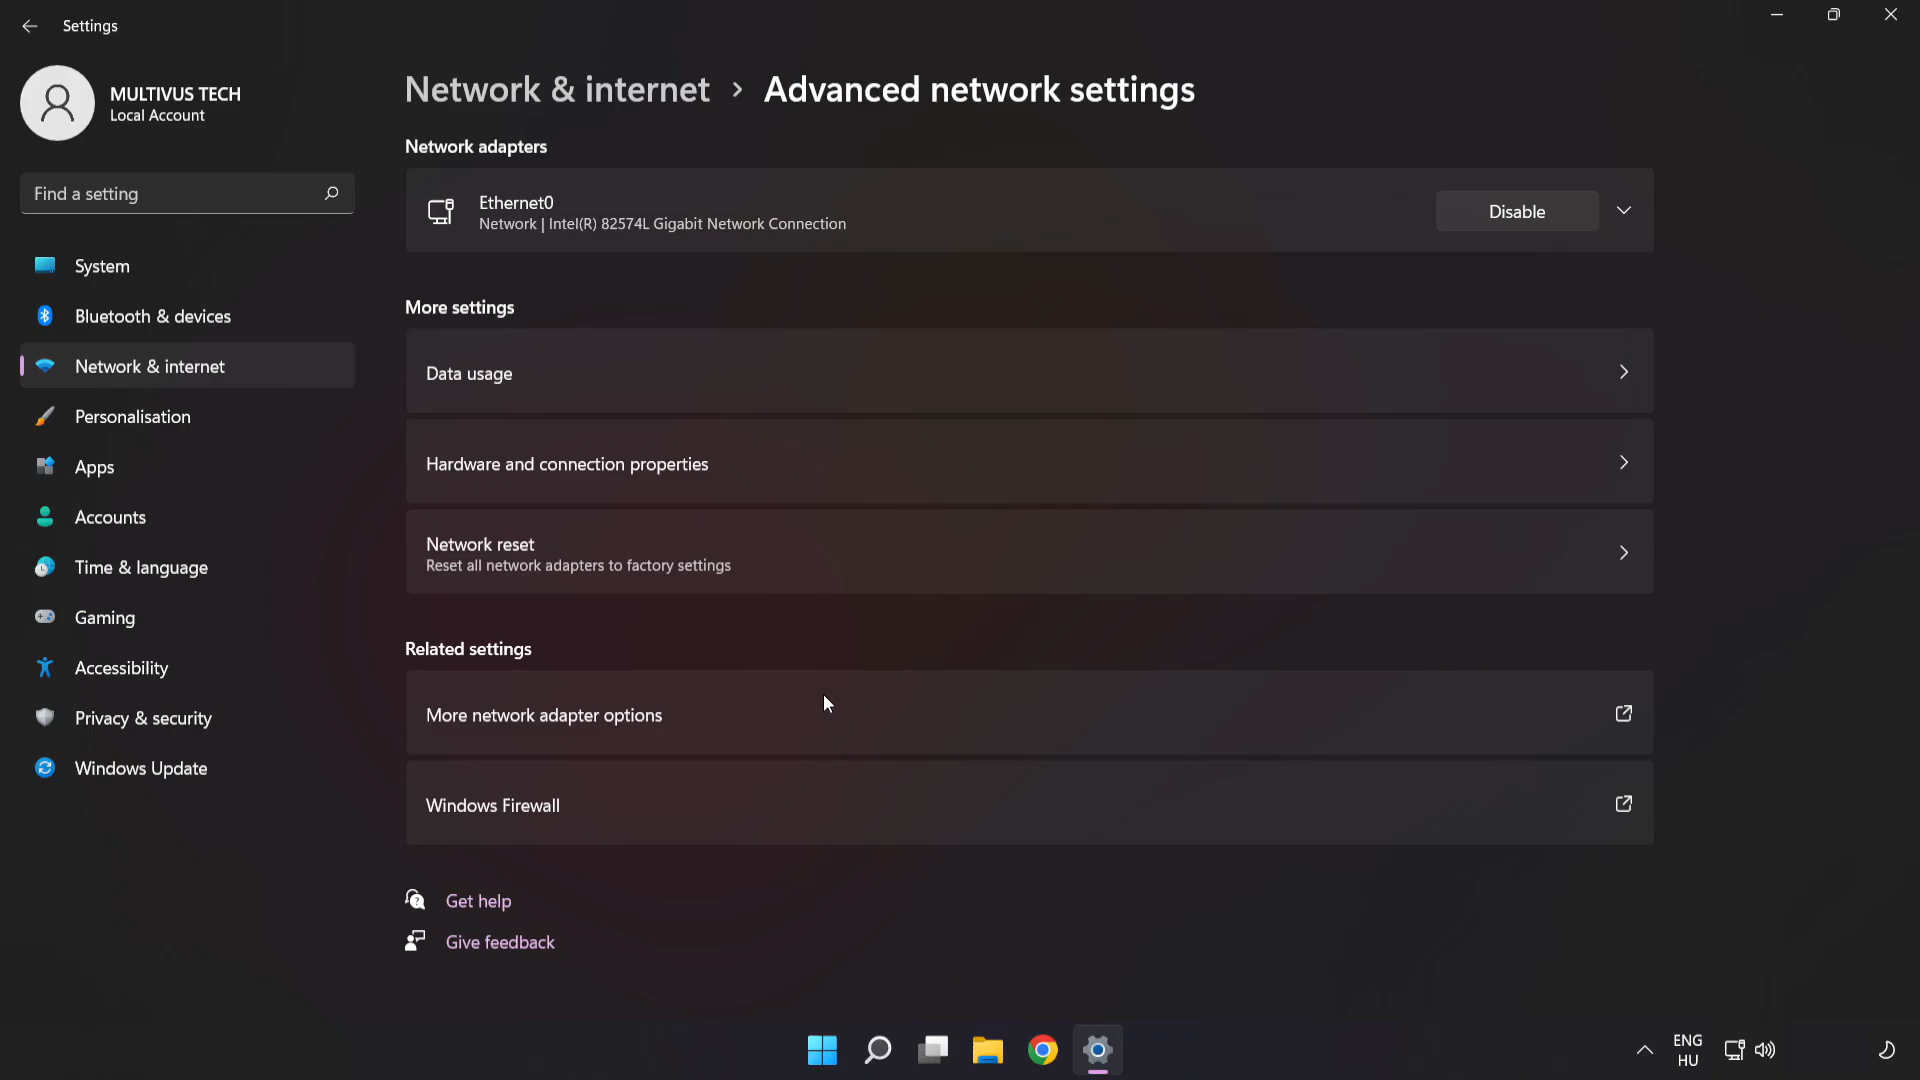 Settings
MULTIVUS TECH
Local Account
Find a setting
System
Bluetooth & devices
Network & internet
Personalisation
Apps
Accounts
Time & language
Gaming
Accessibility
Privacy & security
Windows Update
Network & internet > Advanced network settings
Network adapters
Ethernet0
Network | Intel(R) 82574L Gigabit Network Connection
Disable
More settings
Data usage
Hardware and connection properties
Network reset
Reset all network adapters to factory settings
Related settings
More network adapter options
Windows Firewall
Get help
Give feedback
ENG
HU